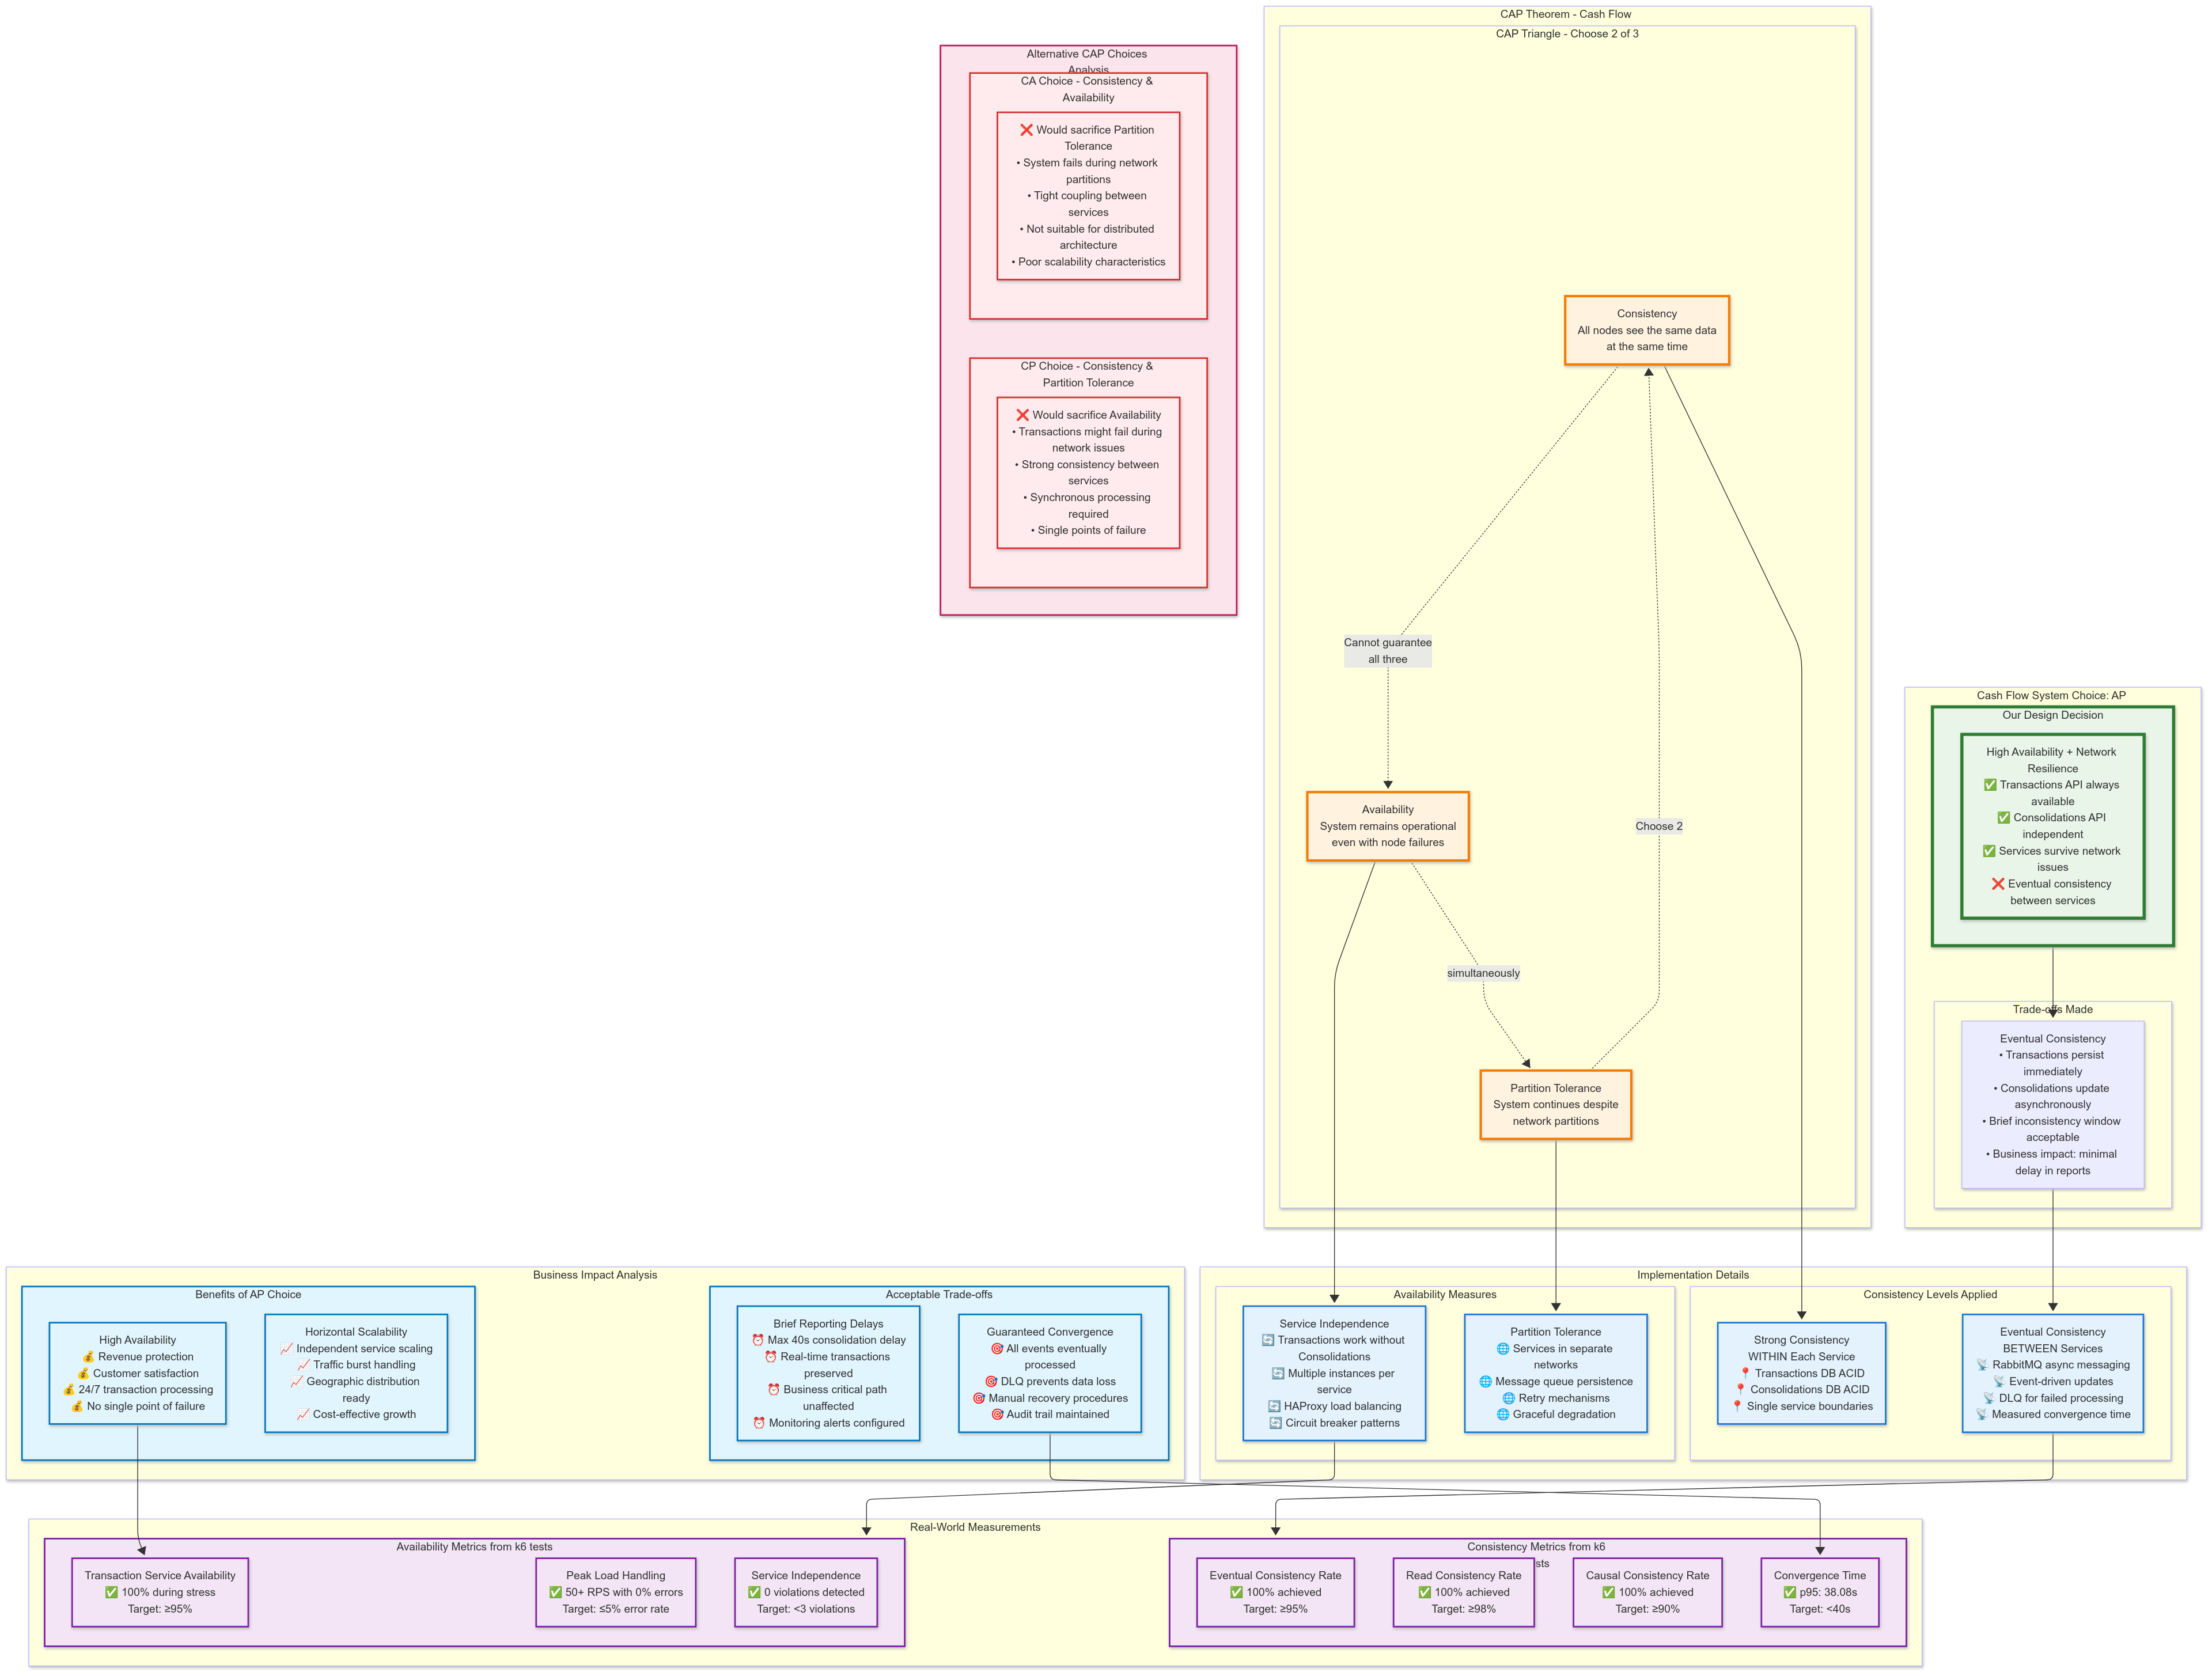 CAP Theorem - Cash Flow
CAP Triangle - Choose 2 of 3
Alternative CAP Choices
Analysis
CA Choice - Consistency &
Availability
❌ Would sacrifice Partition
Tolerance
• System fails during network
partitions
• Tight coupling between
services
• Not suitable for distributed
architecture
• Poor scalability characteristics
CP Choice - Consistency &
Partition Tolerance
❌ Would sacrifice Availability
• Transactions might fail during
network issues
• Strong consistency between
services
• Synchronous processing
required
• Single points of failure
Consistency
All nodes see the same data
at the same time
Cannot guarantee
all three
Availability
System remains operational
even with node failures
Choose 2
simultaneously
Partition Tolerance
System continues despite
network partitions
Cash Flow System Choice: AP
Our Design Decision
High Availability + Network
Resilience
✅ Transactions API always
available
✅ Consolidations API
independent
✅ Services survive network
issues
❌ Eventual consistency
between services
Trade-offs Made
Eventual Consistency
• Transactions persist
immediately
• Consolidations update
asynchronously
• Brief inconsistency window
acceptable
• Business impact: minimal
delay in reports
Business Impact Analysis
Benefits of AP Choice
High Availability
💰 Revenue protection
💰 Customer satisfaction
💰 24/7 transaction processing
💰 No single point of failure
Horizontal Scalability
📈 Independent service scaling
📈 Traffic burst handling
📈 Geographic distribution
ready
📈 Cost-effective growth
Acceptable Trade-offs
Brief Reporting Delays
⏰ Max 40s consolidation delay
⏰ Real-time transactions
preserved
⏰ Business critical path
unaffected
⏰ Monitoring alerts configured
Guaranteed Convergence
🎯 All events eventually
processed
🎯 DLQ prevents data loss
🎯 Manual recovery procedures
🎯 Audit trail maintained
Implementation Details
Availability Measures
Service Independence
🔄 Transactions work without
Consolidations
🔄 Multiple instances per
service
🔄 HAProxy load balancing
🔄 Circuit breaker patterns
Partition Tolerance
🌐 Services in separate
networks
🌐 Message queue persistence
🌐 Retry mechanisms
🌐 Graceful degradation
Consistency Levels Applied
Strong Consistency
WITHIN Each Service
📍 Transactions DB ACID
📍 Consolidations DB ACID
📍 Single service boundaries
Eventual Consistency
BETWEEN Services
📡 RabbitMQ async messaging
📡 Event-driven updates
📡 DLQ for failed processing
📡 Measured convergence time
Real-World Measurements
Availability Metrics from k6 tests
Transaction Service Availability
✅ 100% during stress
Target: ≥95%
Peak Load Handling
✅ 50+ RPS with 0% errors
Target: ≤5% error rate
Service Independence
✅ 0 violations detected
Target: <3 violations
Consistency Metrics from k6
Eventual Consistency Rate
✅ 100% achieved
Target: ≥95%
Read Consistency Rate
✅ 100% achieved
Target: ≥98%
Causal Consistency Rate
✅ 100% achieved
Target: ≥90%
Convergence Time
✅ p95: 38.08s
Target: <40s